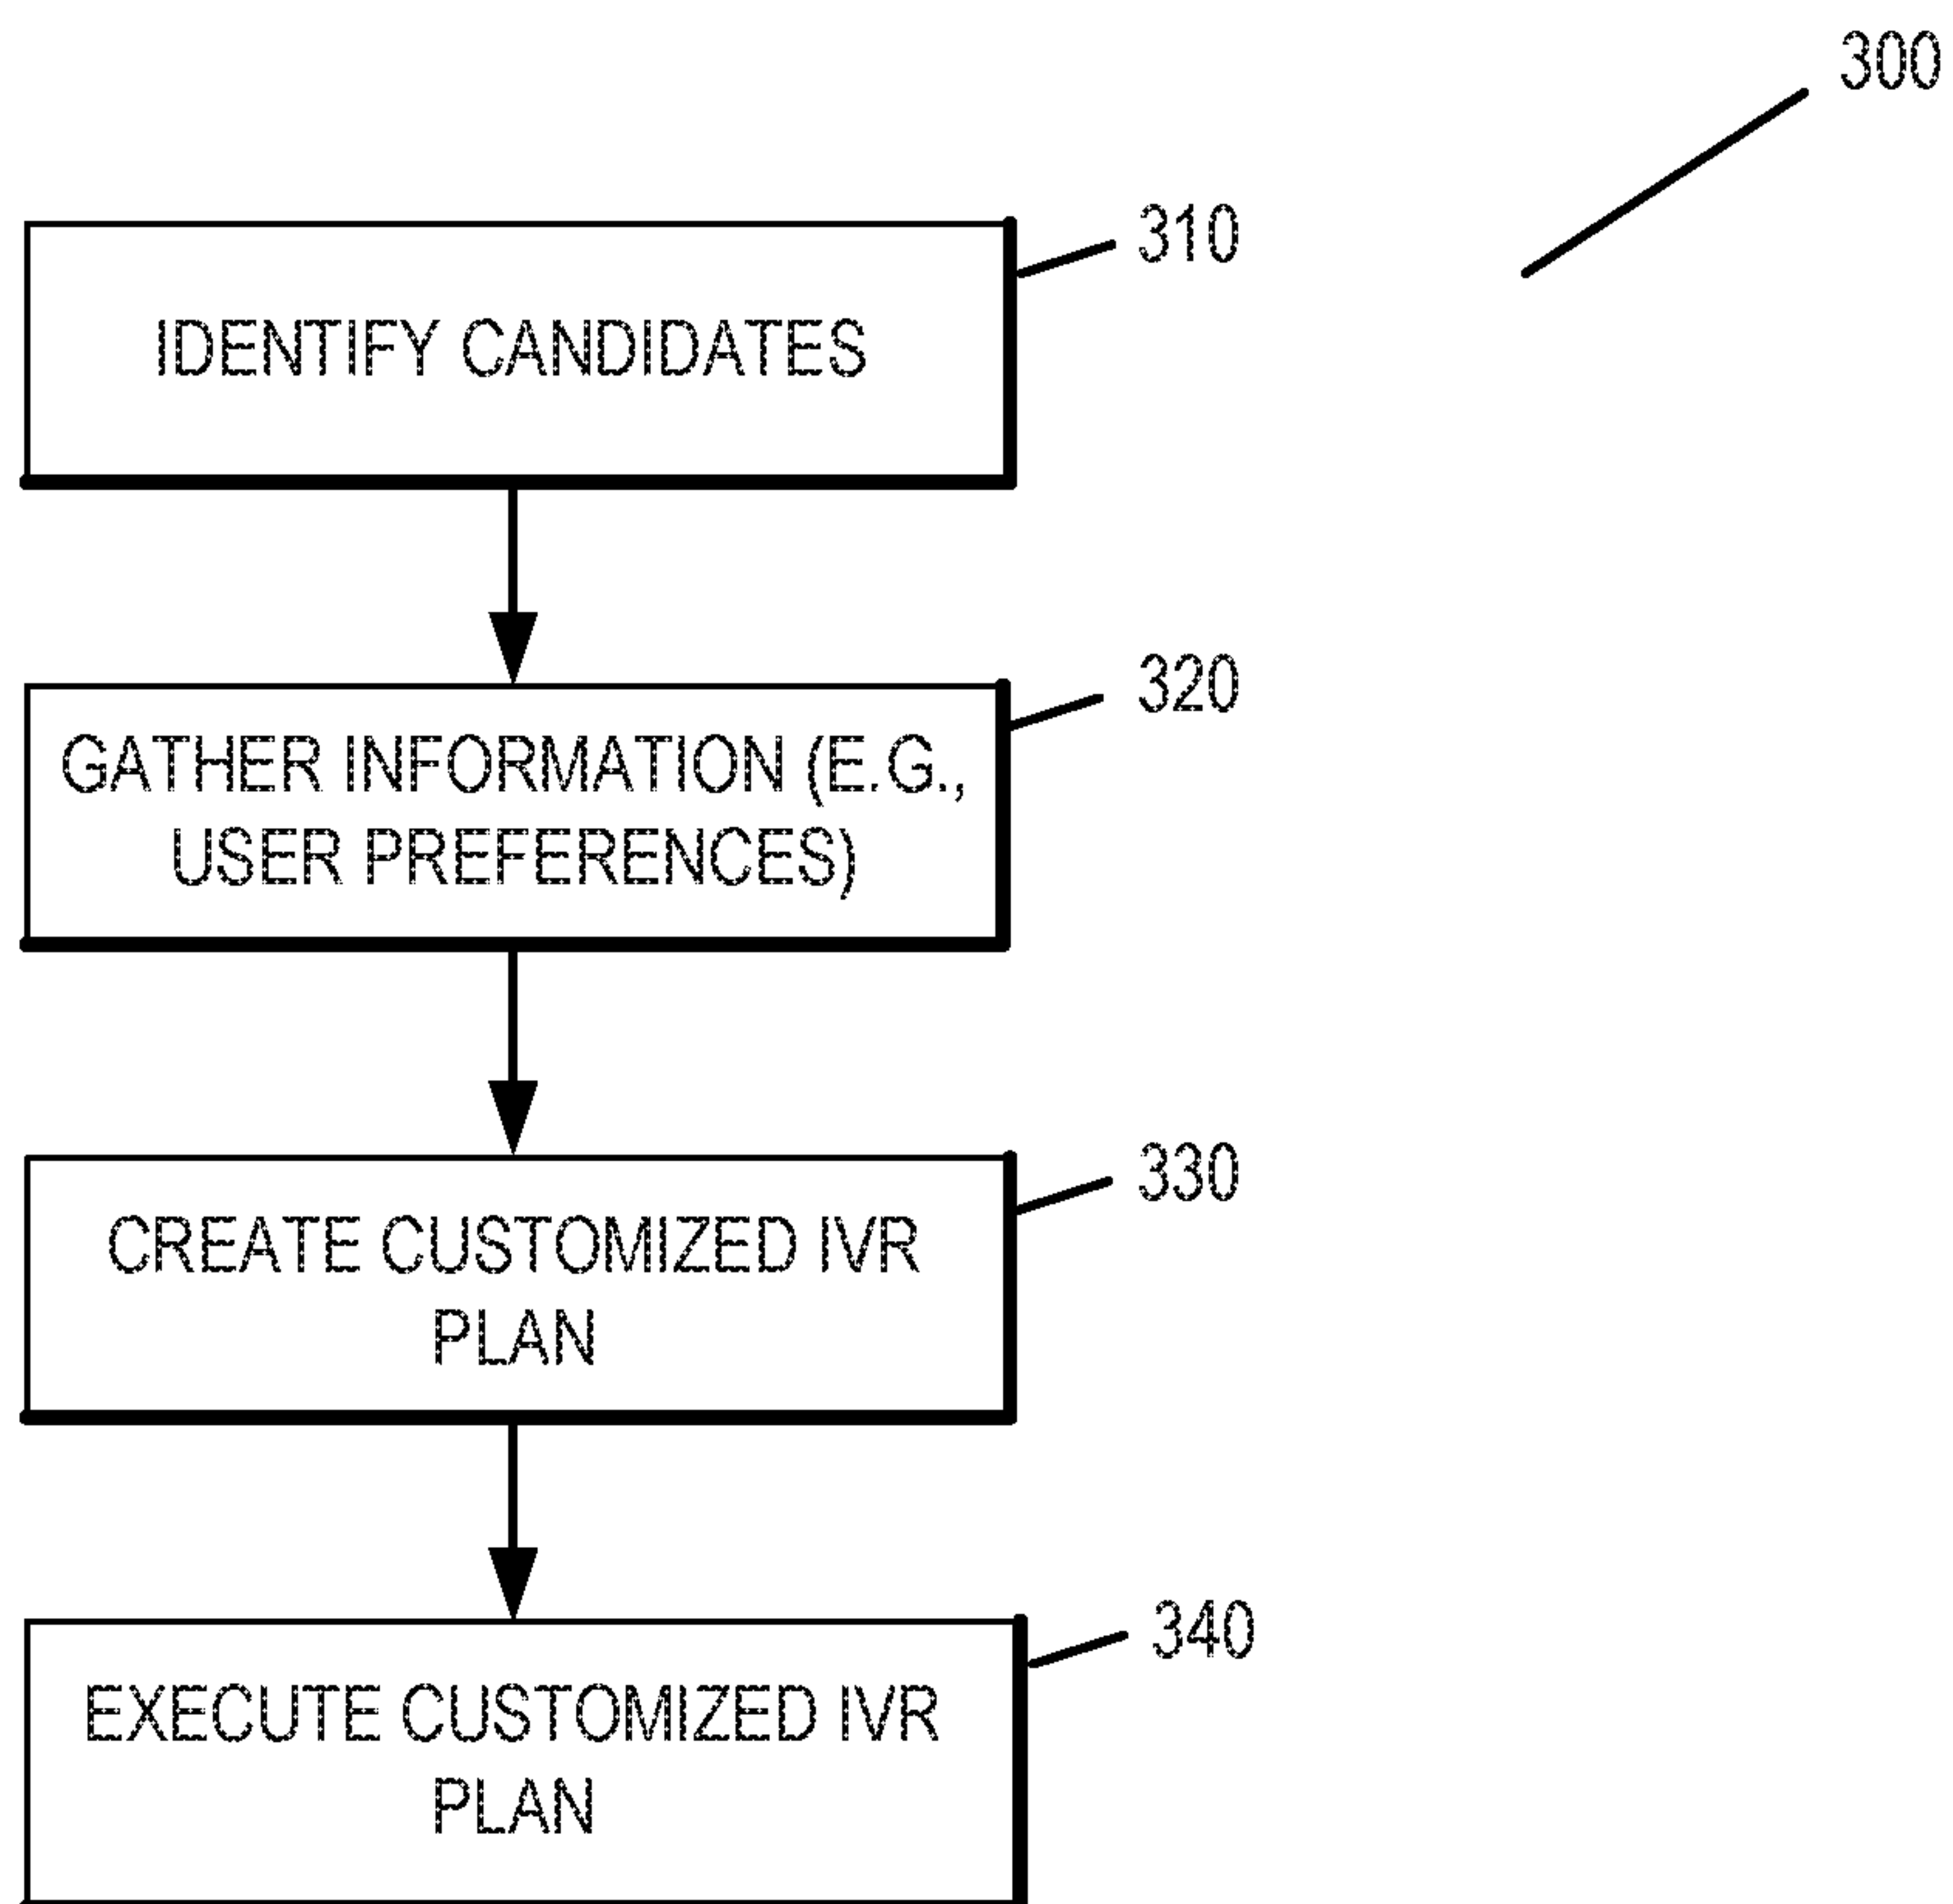 300
310
IDENTIFY CANDIDATES
320
GATHER INFORMATION (E.G.,
USER PREFERENCES)
330
CREATE CUSTOMIZED IVR
PLAN
340
EXECUTE CUSTOMIZED IVR
PLAN